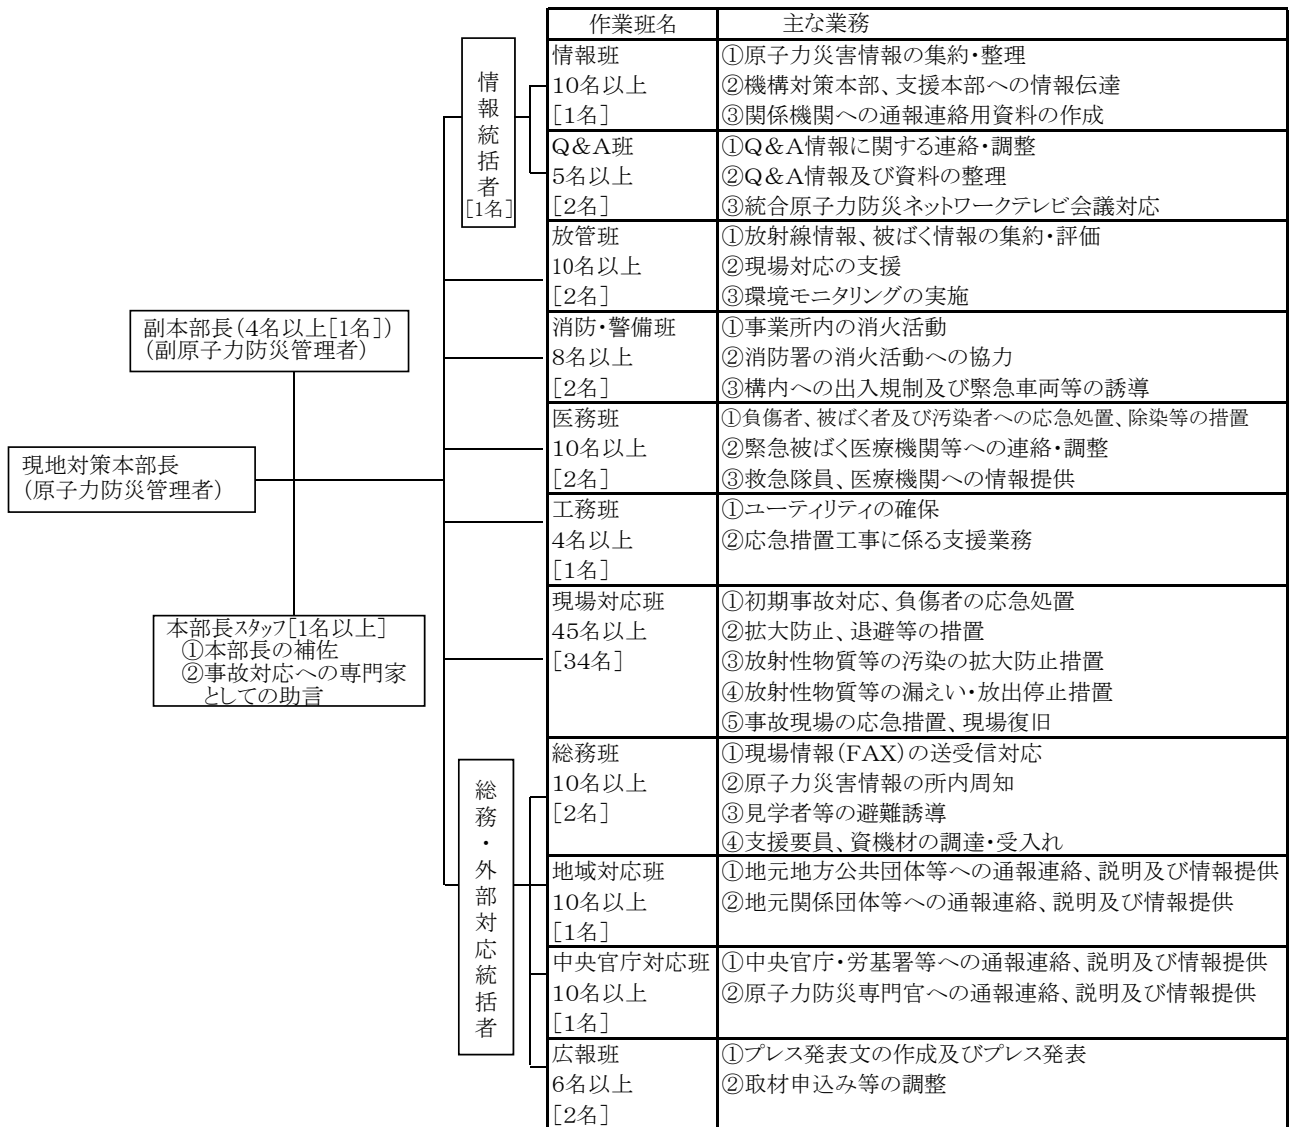 作業班名 主な業務
情報統括者
[1名]
情報班
10名以上
[1名]
①原子力災害情報の集約・整理
②機構対策本部、支援本部への情報伝達
③関係機関への通報連絡用資料の作成
Q&A班
5名以上
[2名]
①Q&A情報に関する連絡・調整
②Q&A情報及び資料の整理
③統合原子力防災ネットワークテレビ会議対応
放管班
10名以上
[2名]
①放射線情報、被ばく情報の集約・評価
②現場対応の支援
③環境モニタリングの実施
副本部長(4名以上[1名])
(副原子力防災管理者)
消防・警備班
8名以上
[2名]
①事業所内の消火活動
②消防署の消火活動への協力
③構内への出入規制及び緊急車両等の誘導
現地対策本部長
(原子力防災管理者)
医務班
10名以上
[2名]
①負傷者、被ばく者及び汚染者への応急処置、除染等の措置
②緊急被ばく医療機関等への連絡・調整
③救急隊員、医療機関への情報提供
工務班
4名以上
[1名]
①ユーティリティの確保
②応急措置工事に係る支援業務
本部長スタッフ[1名以上]
①本部長の補佐
②事故対応への専門家
としての助言
現場対応班
45名以上
[34名]
①初期事故対応、負傷者の応急処置
②拡大防止、退避等の措置
③放射性物質等の汚染の拡大防止措置
④放射性物質等の漏えい・放出停止措置
⑤事故現場の応急措置、現場復旧
総務・外部対応統括者
総務班
10名以上
[2名]
①現場情報(FAX)の送受信対応
②原子力災害情報の所内周知
③見学者等の避難誘導
④支援要員、資機材の調達・受入れ
地域対応班
10名以上
[1名]
①地元地方公共団体等への通報連絡、説明及び情報提供
②地元関係団体等への通報連絡、説明及び情報提供
中央官庁対応班
10名以上
[1名]
①中央官庁・労基署等への通報連絡、説明及び情報提供
②原子力防災専門官への通報連絡、説明及び情報提供
広報班
6名以上
[2名]
①プレス発表文の作成及びプレス発表
②取材申込み等の調整